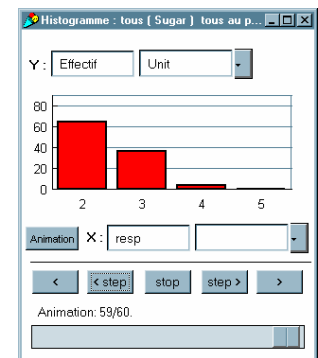 Histogramme : tous ( Sugar ) tous au p...
Y : Effectif Unit
80
60
40
20
0
2 3 4 5
Animation X : resp
< < step stop step > >
Animation: 59/60.